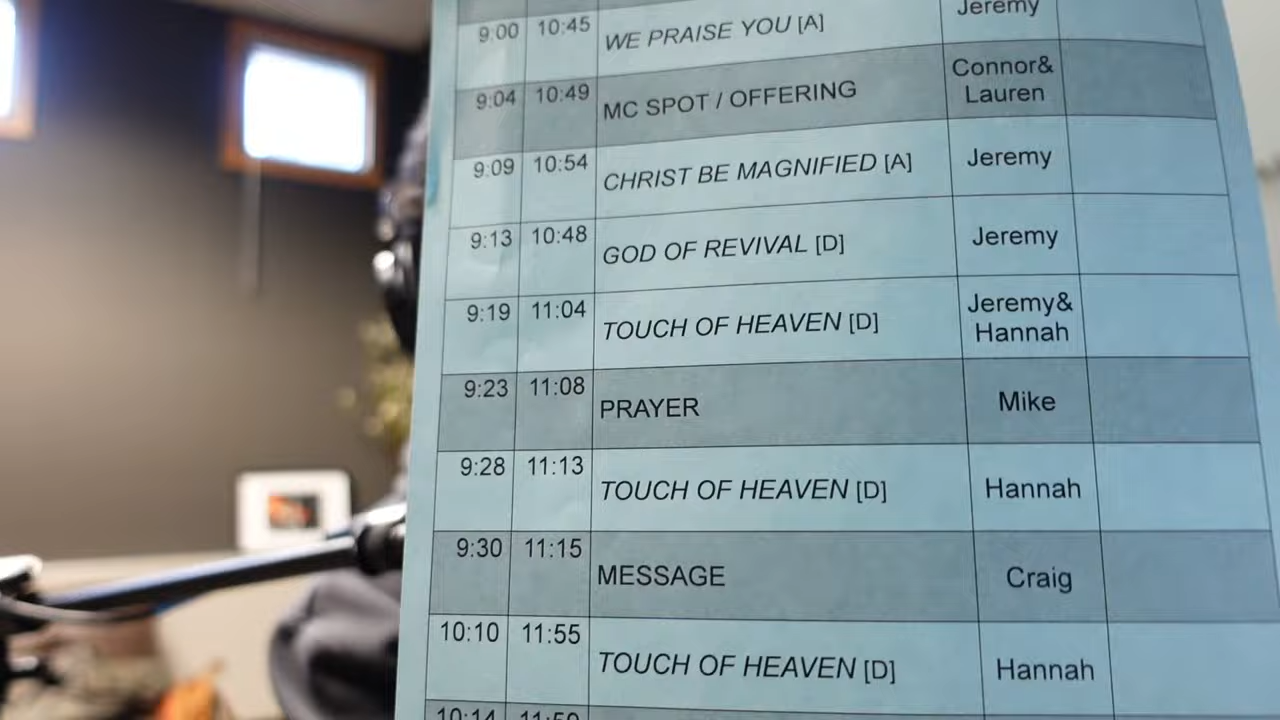 Jeremy
9:00 10:45 WE PRAISE YOU [A]
9:04 10:49 MC SPOT / OFFERING Connor&
Lauren
9:09 10:54 CHRIST BE MAGNIFIED [A] Jeremy
9:13 10:48 GOD OF REVIVAL [D] Jeremy
9:19 11:04 TOUCH OF HEAVEN [D] Jeremy&
Hannah
9:23 11:08 PRAYER Mike
9:28 11:13 TOUCH OF HEAVEN [D] Hannah
9:30 11:15 MESSAGE Craig
10:10 11:55 TOUCH OF HEAVEN [D] Hannah
10:14 11:59